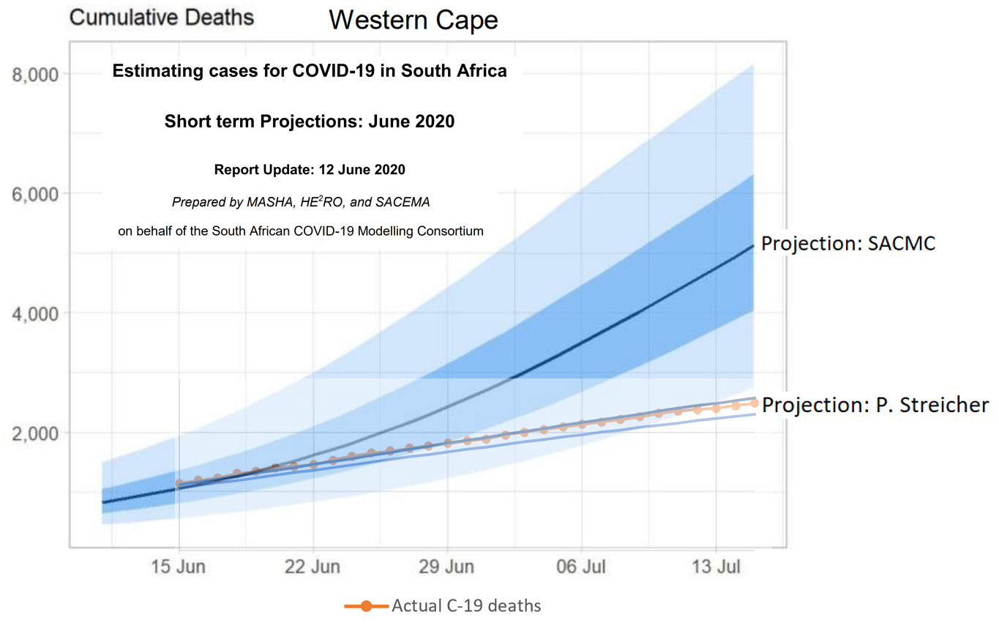 Cumulative Deaths
Western Cape
Estimating cases for COVID-19 in South Africa
Short term Projections: June 2020
Report Update: 12 June 2020
Prepared by MASHA, HE²RO, and SACEMA
on behalf of the South African COVID-19 Modelling Consortium
8,000
6,000
4,000
2,000
Projection: SACMC
Projection: P. Streicher
15 Jun
22 Jun
29 Jun
06 Jul
13 Jul
Actual C-19 deaths